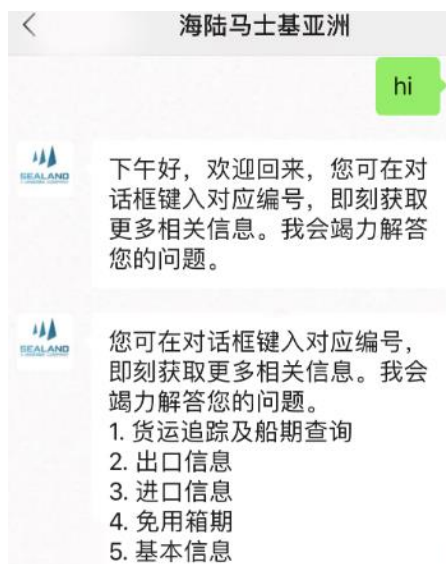 海陆马士基亚洲
hi
SEALAND
下午好，欢迎回来，您可在对
话框键入对应编号，即刻获取
更多相关信息。我会竭力解答
您的问题。
SEALAND
您可在对话框键入对应编号，
即刻获取更多相关信息。我会
竭力解答您的问题。
1. 货运追踪及船期查询
2. 出口信息
3. 进口信息
4. 免用箱期
5. 基本信息